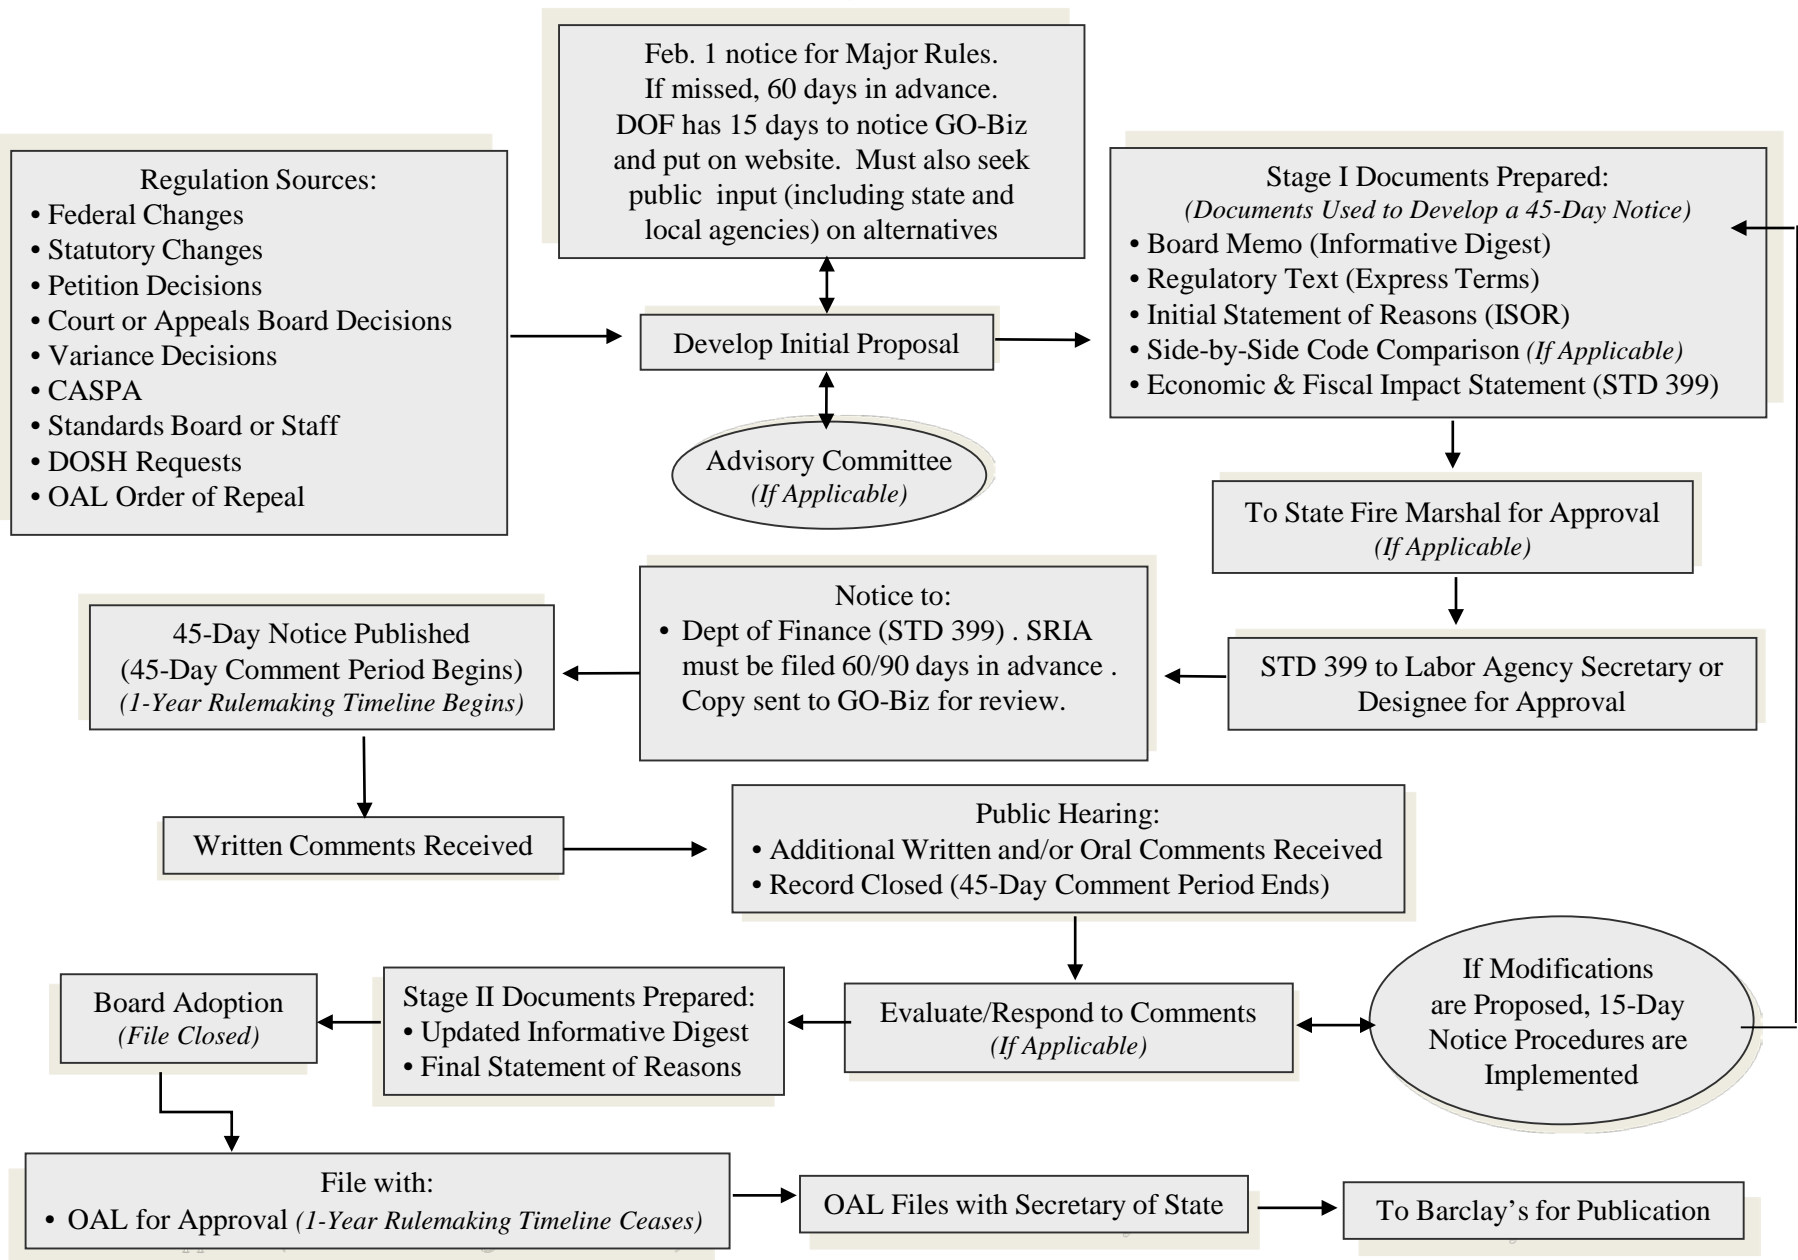 Feb. 1 notice for Major Rules.
If missed, 60 days in advance.
DOF has 15 days to notice GO-Biz
and put on website.  Must also seek
public  input (including state and
local agencies) on alternatives
Regulation Sources:
• Federal Changes
• Statutory Changes
• Petition Decisions
• Court or Appeals Board Decisions
• Variance Decisions
• CASPA
• Standards Board or Staff
• DOSH Requests
• OAL Order of Repeal
Develop Initial Proposal
Advisory Committee
(If Applicable)
Stage I Documents Prepared:
(Documents Used to Develop a 45-Day Notice)
• Board Memo (Informative Digest)
• Regulatory Text (Express Terms)
• Initial Statement of Reasons (ISOR)
• Side-by-Side Code Comparison (If Applicable)
• Economic & Fiscal Impact Statement (STD 399)
To State Fire Marshal for Approval
(If Applicable)
STD 399 to Labor Agency Secretary or
Designee for Approval
Notice to:
• Dept of Finance (STD 399) . SRIA
must be filed 60/90 days in advance .
Copy sent to GO-Biz for review.
45-Day Notice Published
(45-Day Comment Period Begins)
(1-Year Rulemaking Timeline Begins)
Written Comments Received
Public Hearing:
• Additional Written and/or Oral Comments Received
• Record Closed (45-Day Comment Period Ends)
Evaluate/Respond to Comments
(If Applicable)
If Modifications
are Proposed, 15-Day
Notice Procedures are
Implemented
Stage II Documents Prepared:
• Updated Informative Digest
• Final Statement of Reasons
Board Adoption
(File Closed)
File with:
• OAL for Approval (1-Year Rulemaking Timeline Ceases)
OAL Files with Secretary of State
To Barclay’s for Publication